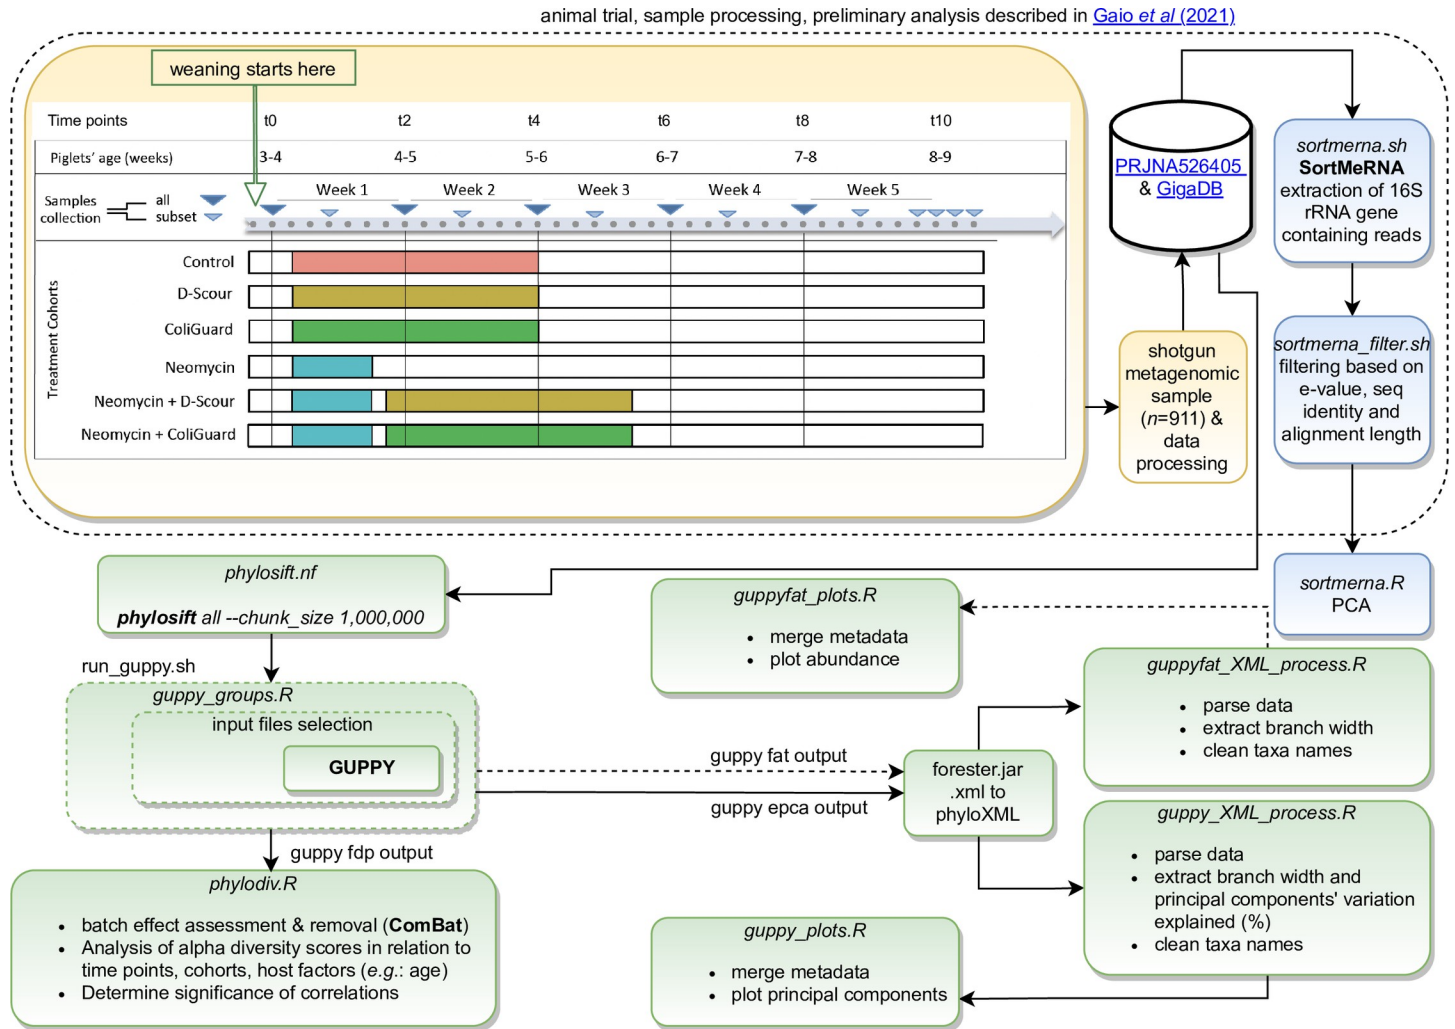 animal trial, sample processing, preliminary analysis described in Gaio et al (2021)
weaning starts here
Time points t0 t2 t4 t6 t8 t10
Piglets' age (weeks) 3-4 4-5 5-6 6-7 7-8 8-9
Samples collection all subset
Week 1 Week 2 Week 3 Week 4 Week 5
Treatment Cohorts
Control
D-Scour
ColiGuard
Neomycin
Neomycin + D-Scour
Neomycin + ColiGuard
shotgun
metagenomic
sample
(n=911) &
data
processing
PRJNA526405
& GigaDB
sortmerna.sh
SortMeRNA
extraction of 16S
rRNA gene
containing reads
sortmerna_filter.sh
filtering based on
e-value, seq
identity and
alignment length
sortmerna.R
PCA
phylosift.nf
phylosift all --chunk_size 1,000,000
run_guppy.sh
guppy_groups.R
input files selection
GUPPY
guppy fdp output
phylodiv.R
• batch effect assessment & removal (ComBat)
• Analysis of alpha diversity scores in relation to
time points, cohorts, host factors (e.g.: age)
• Determine significance of correlations
guppy fat output
guppy epca output
forester.jar
.xml to
phyloXML
guppyfat_XML_process.R
• parse data
• extract branch width
• clean taxa names
guppyfat_plots.R
• merge metadata
• plot abundance
guppy_XML_process.R
• parse data
• extract branch width and
principal components' variation
explained (%)
• clean taxa names
guppy_plots.R
• merge metadata
• plot principal components